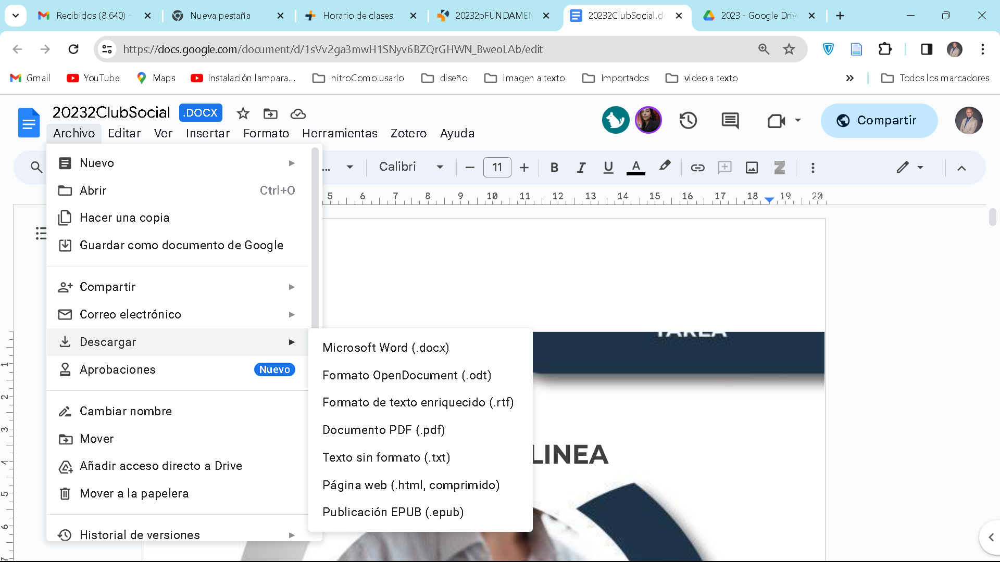 Recibidos (8.640) -
Nueva pestaña
Horario de clases
20232pFUNDAMEN
20232ClubSocial.do
2023 - Google Drive
https://docs.google.com/document/d/1sVv2ga3mwH1SNyv6BZQrGHWN_BweoLAb/edit
Gmail
YouTube
Maps
Instalación lampara...
nitroComo usarlo
diseño
imagen a texto
Importados
video a texto
Todos los marcadores
20232ClubSocial .DOCX
Compartir
Archivo Editar Ver Insertar Formato Herramientas Zotero Ayuda
... Calibri 11 B I U A
5 6 7 8 9 10 11 12 13 14 15 16 17 18 19 20
Nuevo
Abrir Ctrl+O
Hacer una copia
Guardar como documento de Google
Compartir
Correo electrónico
Descargar
Aprobaciones Nuevo
Cambiar nombre
Mover
Añadir acceso directo a Drive
Mover a la papelera
Historial de versiones
Microsoft Word (.docx)
Formato OpenDocument (.odt)
Formato de texto enriquecido (.rtf)
Documento PDF (.pdf)
Texto sin formato (.txt)
Página web (.html, comprimido)
Publicación EPUB (.epub)
TAREA
LINEA
1
2
3
4
5
6
7